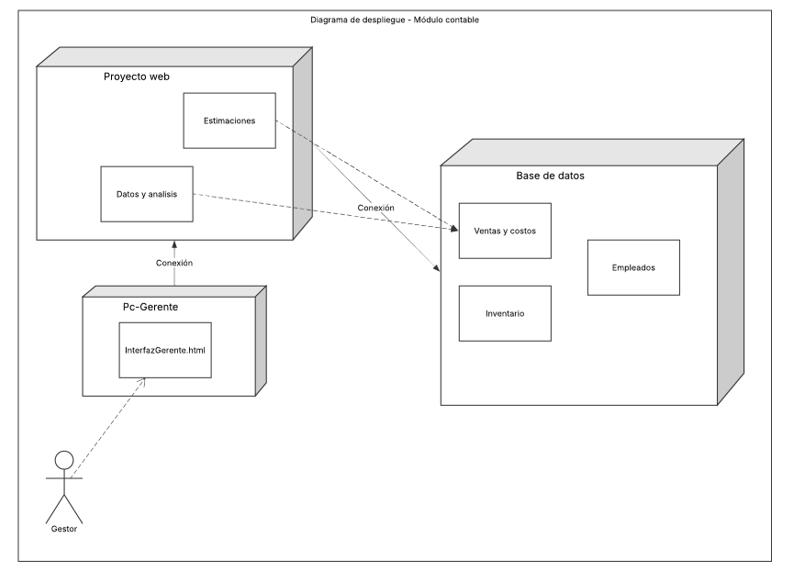 Diagrama de despliegue - Módulo contable
Proyecto web
Estimaciones
Datos y analisis
Conexión
Base de datos
Ventas y costos
Empleados
Inventario
Conexión
Pc-Gerente
InterfazGerente.html
Gestor